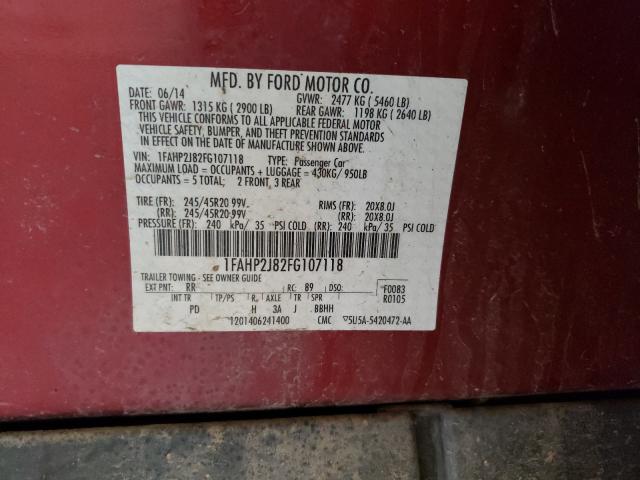 MFD. BY FORD MOTOR CO.
DATE: 06/14 GVWR: 2477 KG ( 5460 LB)
FRONT GAWR: 1315 KG ( 2900 LB) REAR GAWR: 1198 KG ( 2640 LB)
THIS VEHICLE CONFORMS TO ALL APPLICABLE FEDERAL MOTOR
VEHICLE SAFETY, BUMPER, AND THEFT PREVENTION STANDARDS
IN EFFECT ON THE DATE OF MANUFACTURE SHOWN ABOVE.
VIN: 1FAHP2J82FG107118 TYPE: Passenger Car
MAXIMUM LOAD = OCCUPANTS + LUGGAGE = 430KG/ 950LB
OCCUPANTS = 5 TOTAL; 2 FRONT, 3 REAR
TIRE (FR): 245/45R20 99V RIMS (FR): 20X8.0J
(RR): 245/45R20 99V (RR): 20X8.0J
PRESSURE (FR): 240 kPa/ 35 PSI COLD (RR): 240 kPa/ 35 PSI COLD
1FAHP2J82FG107118
TRAILER TOWING - SEE OWNER GUIDE
EXT PNT: RR RC: 89 DSO: F0083
INT TR TP/PS R AXLE TR SPR R0105
PD H 3A J BBHH
1201406241400 CMC ▽5U5A-5420472-AA